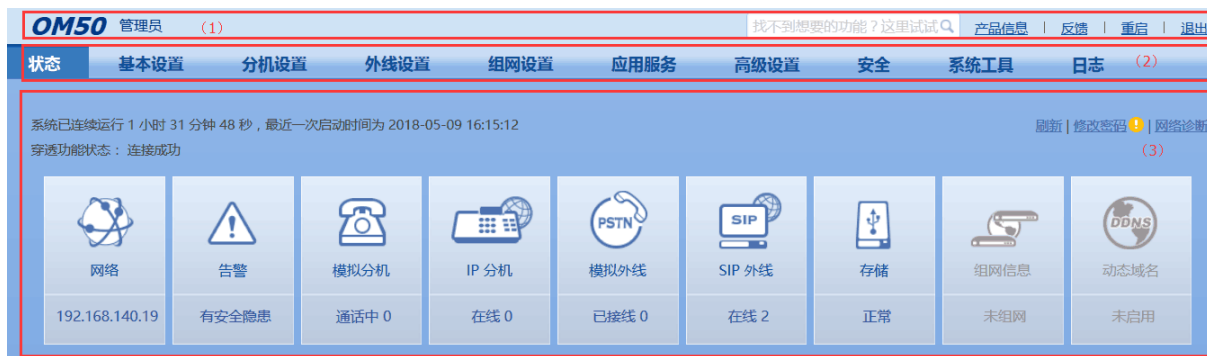 OM50 管理员 (1) 找不到想要的功能？这里试试 产品信息 | 反馈 | 重启 | 退出
状态 基本设置 分机设置 外线设置 组网设置 应用服务 高级设置 安全 系统工具 日志 (2)
系统已连续运行 1 小时 31 分钟 48 秒，最近一次启动时间为 2018-05-09 16:15:12 刷新 | 修改密码 ! | 网络诊断
穿透功能状态： 连接成功 (3)
PSTN SIP DDNS
网络 告警 模拟分机 IP 分机 模拟外线 SIP 外线 存储 组网信息 动态域名
192.168.140.19 有安全隐患 通话中 0 在线 0 已接线 0 在线 2 正常 未组网 未启用